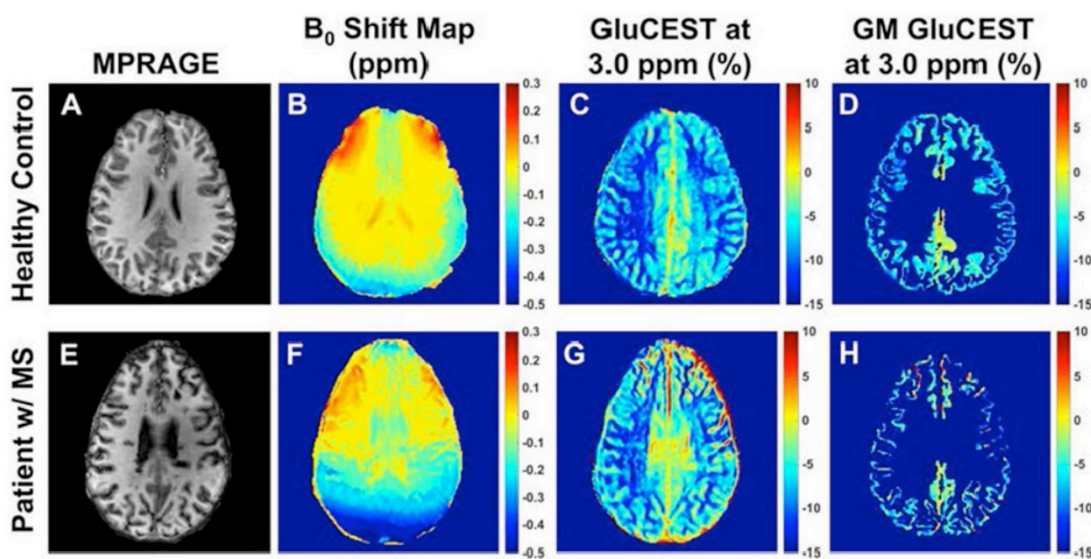 B₀ Shift Map
(ppm)
GluCEST at
3.0 ppm (%)
GM GluCEST
at 3.0 ppm (%)
MPRAGE
Healthy Control
A
B
0.3
0.2
0.1
0
-0.1
-0.2
0.3
-0.4
-0.5
C
10
5
0
-5
-10
-15
D
10
5
0
-5
-10
-15
Patient w/ MS
E
F
0.3
0.2
0.1
0
-0.1
-0.2
0.3
-0.4
-0.5
G
10
5
0
-5
-10
-15
H
10
5
0
-5
-10
-15